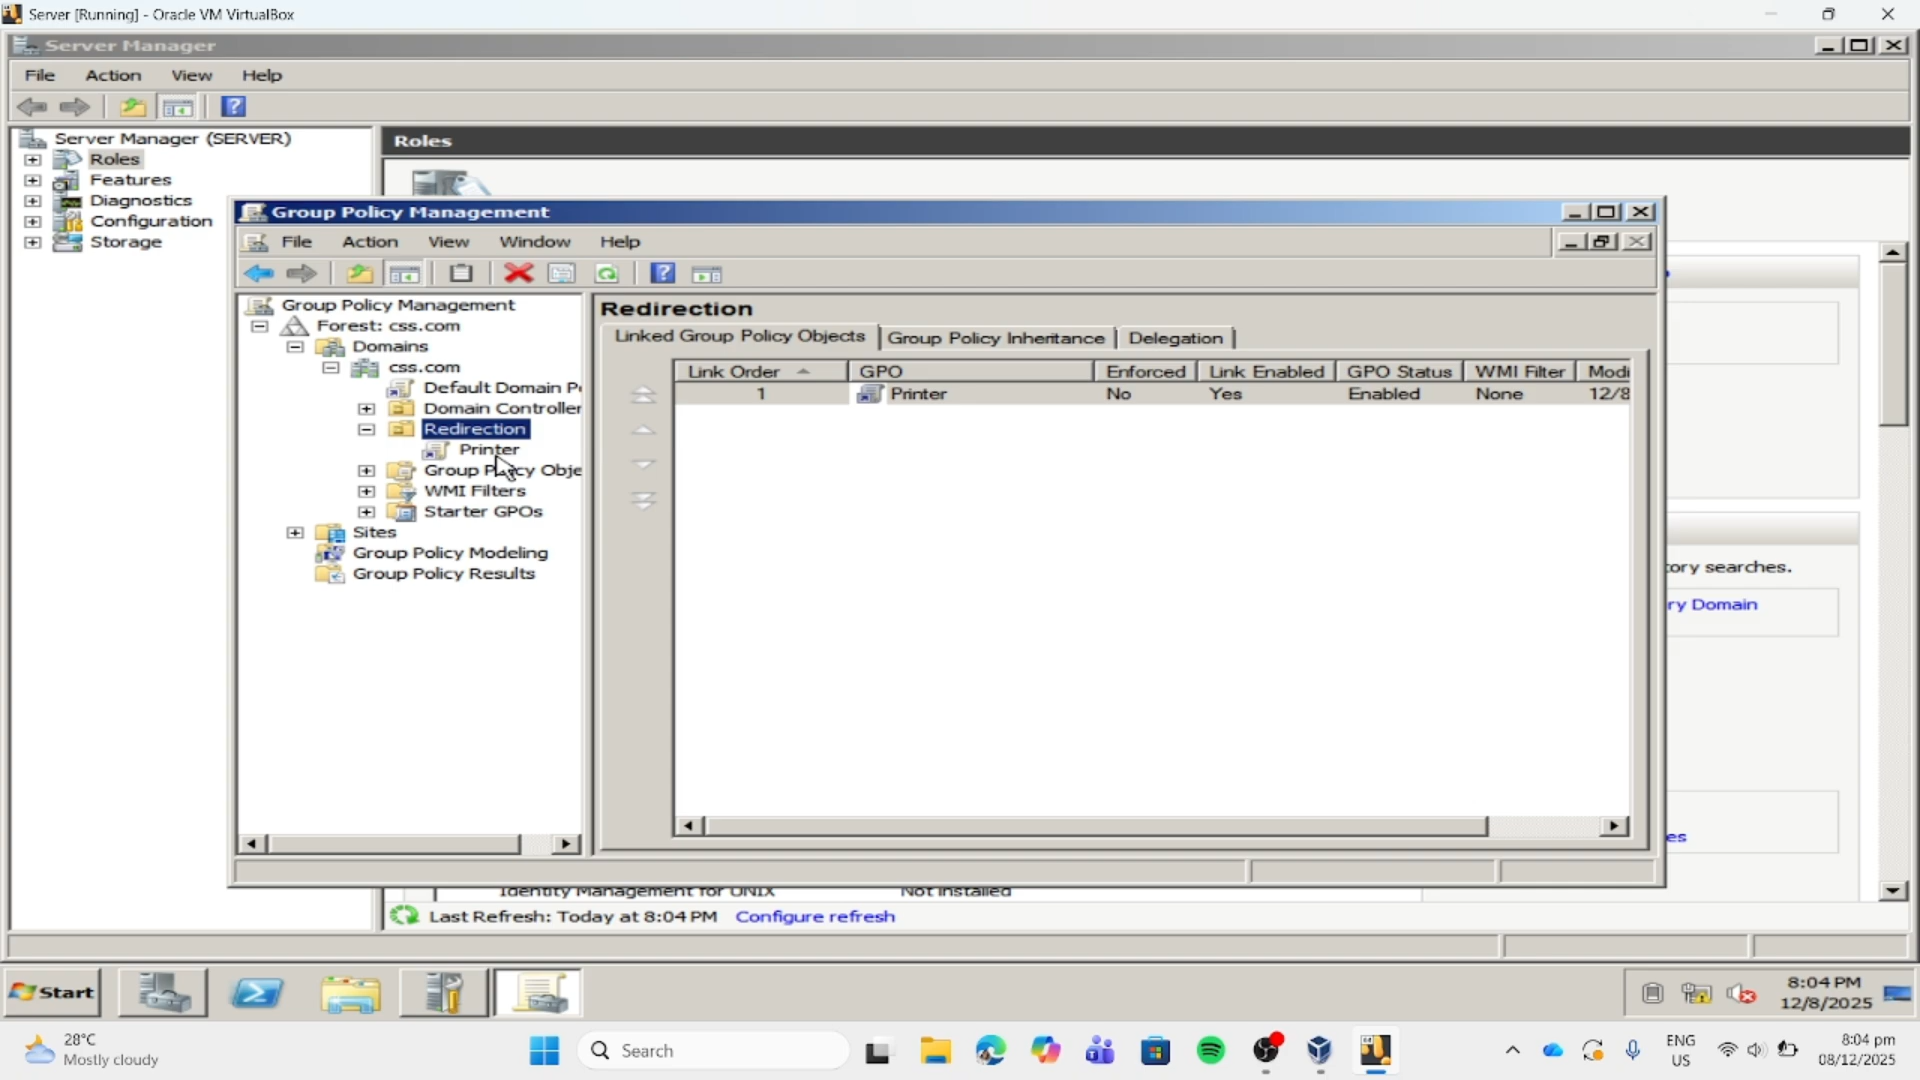 Server [Running] - Oracle VM VirtualBox
Server Manager
File Action View Help
Server Manager (SERVER)
Roles
Features
Diagnostics
Configuration
Storage
Roles
Group Policy Management
File Action View Window Help
Group Policy Management
Forest: css.com
Domains
css.com
Default Domain P
Domain Controller
Redirection
Printer
Group Policy Obje
WMI Filters
Starter GPOs
Sites
Group Policy Modeling
Group Policy Results
Redirection
Linked Group Policy Objects Group Policy Inheritance Delegation
Link Order GPO Enforced Link Enabled GPO Status WMI Filter Modi
1 Printer No Yes Enabled None 12/8
tory searches.
ry Domain
es
Identity Management for UNIX Not Installed
Last Refresh: Today at 8:04 PM Configure refresh
Start
8:04 PM
12/8/2025
28°C
Mostly cloudy
Search
ENG
US
8:04 pm
08/12/2025